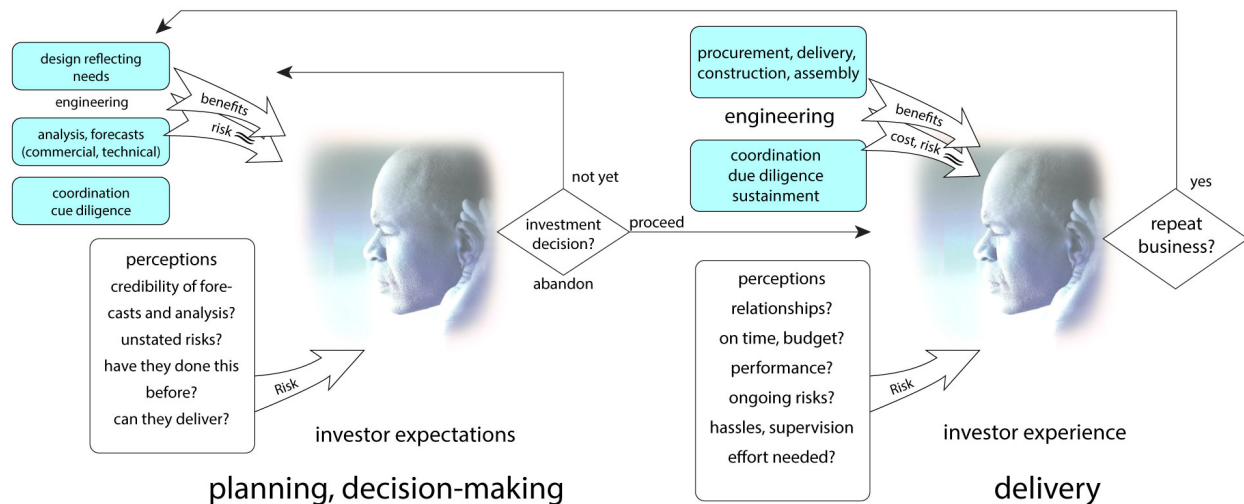 design reflecting
needs
engineering
analysis, forecasts
(commercial, technical)
coordination
cue diligence
benefits
risk
perceptions
credibility of fore-
casts and analysis?
unstated risks?
have they done this
before?
can they deliver?
Risk
investor expectations
planning, decision-making
not yet
investment
decision?
abandon
proceed
procurement, delivery,
construction, assembly
engineering
coordination
due diligence
sustainment
benefits
cost, risk
perceptions
relationships?
on time, budget?
performance?
ongoing risks?
hassles, supervision
effort needed?
Risk
investor experience
delivery
yes
repeat
business?